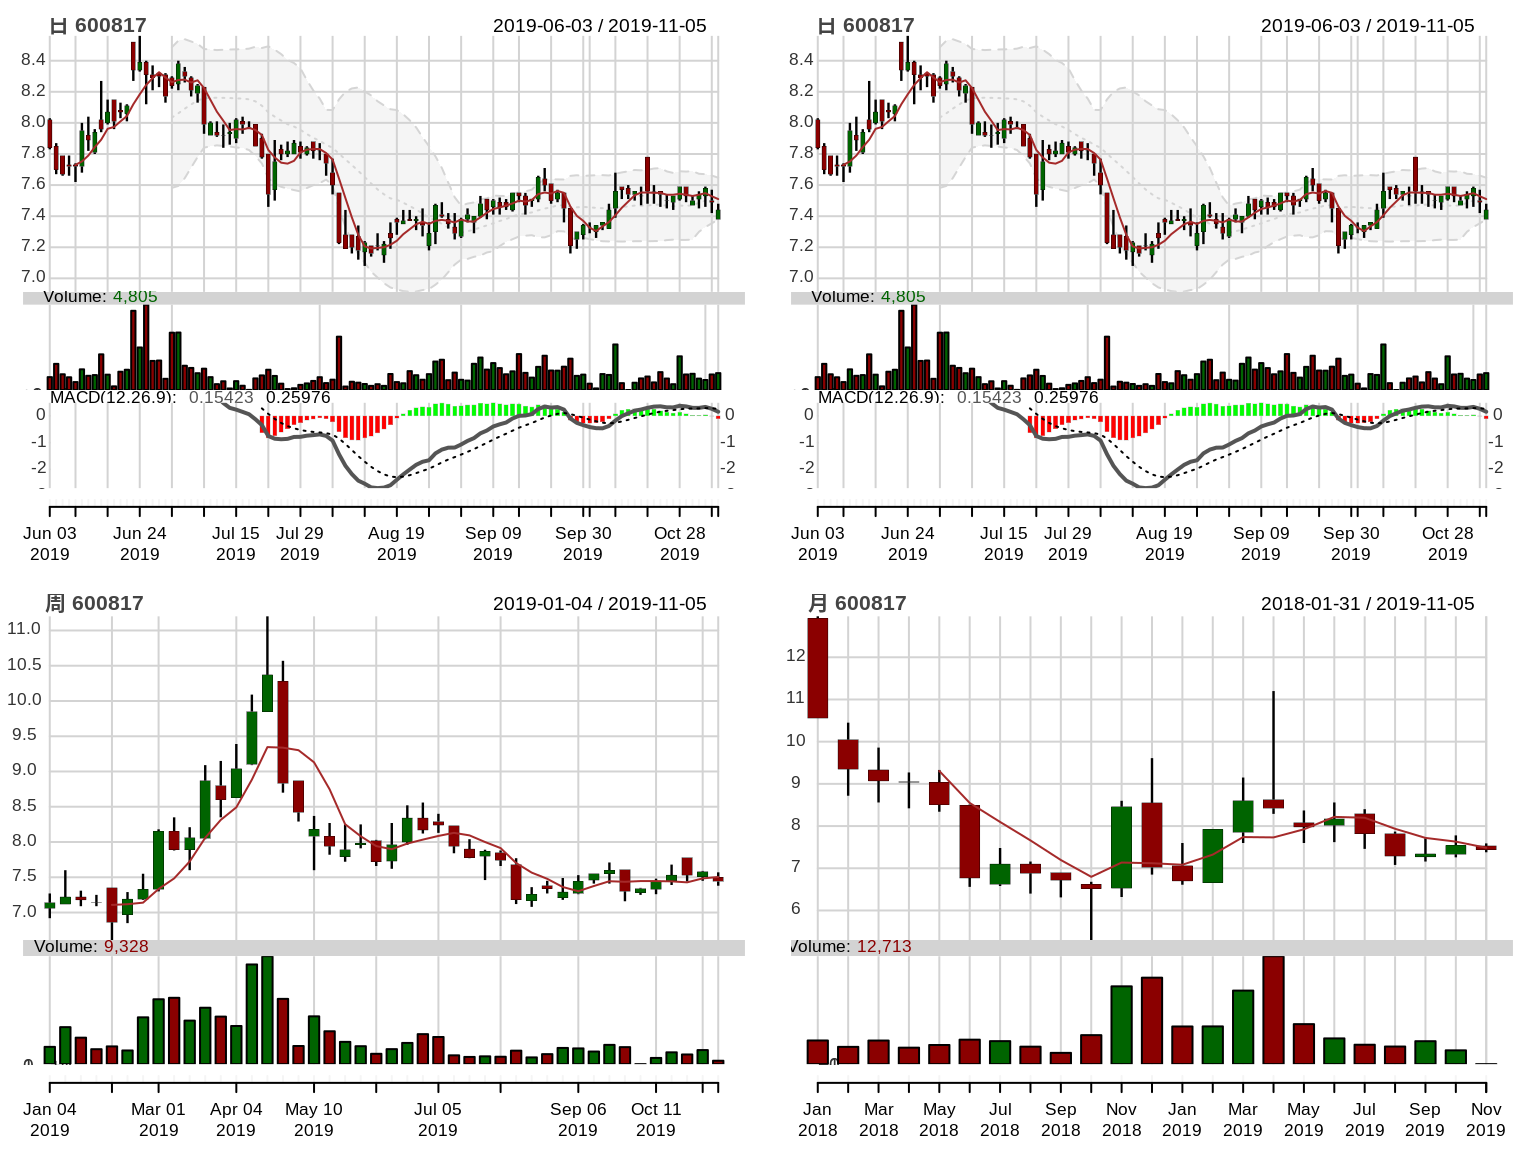 日 600817 2019-06-03 / 2019-11-05
8.4
8.2
8.0
7.8
7.6
7.4
7.2
7.0
Volume: 4,805
MACD(12.26.9): 0.15423 0.25976
0 0
-1 -1
-2 -2
Jun 03 Jun 24 Jul 15 Jul 29 Aug 19 Sep 09 Sep 30 Oct 28
2019 2019 2019 2019 2019 2019 2019 2019
日 600817 2019-06-03 / 2019-11-05
8.4
8.2
8.0
7.8
7.6
7.4
7.2
7.0
Volume: 4,805
MACD(12.26.9): 0.15423 0.25976
0 0
-1 -1
-2 -2
Jun 03 Jun 24 Jul 15 Jul 29 Aug 19 Sep 09 Sep 30 Oct 28
2019 2019 2019 2019 2019 2019 2019 2019
周 600817 2019-01-04 / 2019-11-05
11.0
10.5
10.0
9.5
9.0
8.5
8.0
7.5
7.0
Volume: 9,328
Jan 04 Mar 01 Apr 04 May 10 Jul 05 Sep 06 Oct 11
2019 2019 2019 2019 2019 2019 2019
月 600817 2018-01-31 / 2019-11-05
12
11
10
9
8
7
6
Volume: 12,713
Jan Mar May Jul Sep Nov Jan Mar May Jul Sep Nov
2018 2018 2018 2018 2018 2018 2019 2019 2019 2019 2019 2019